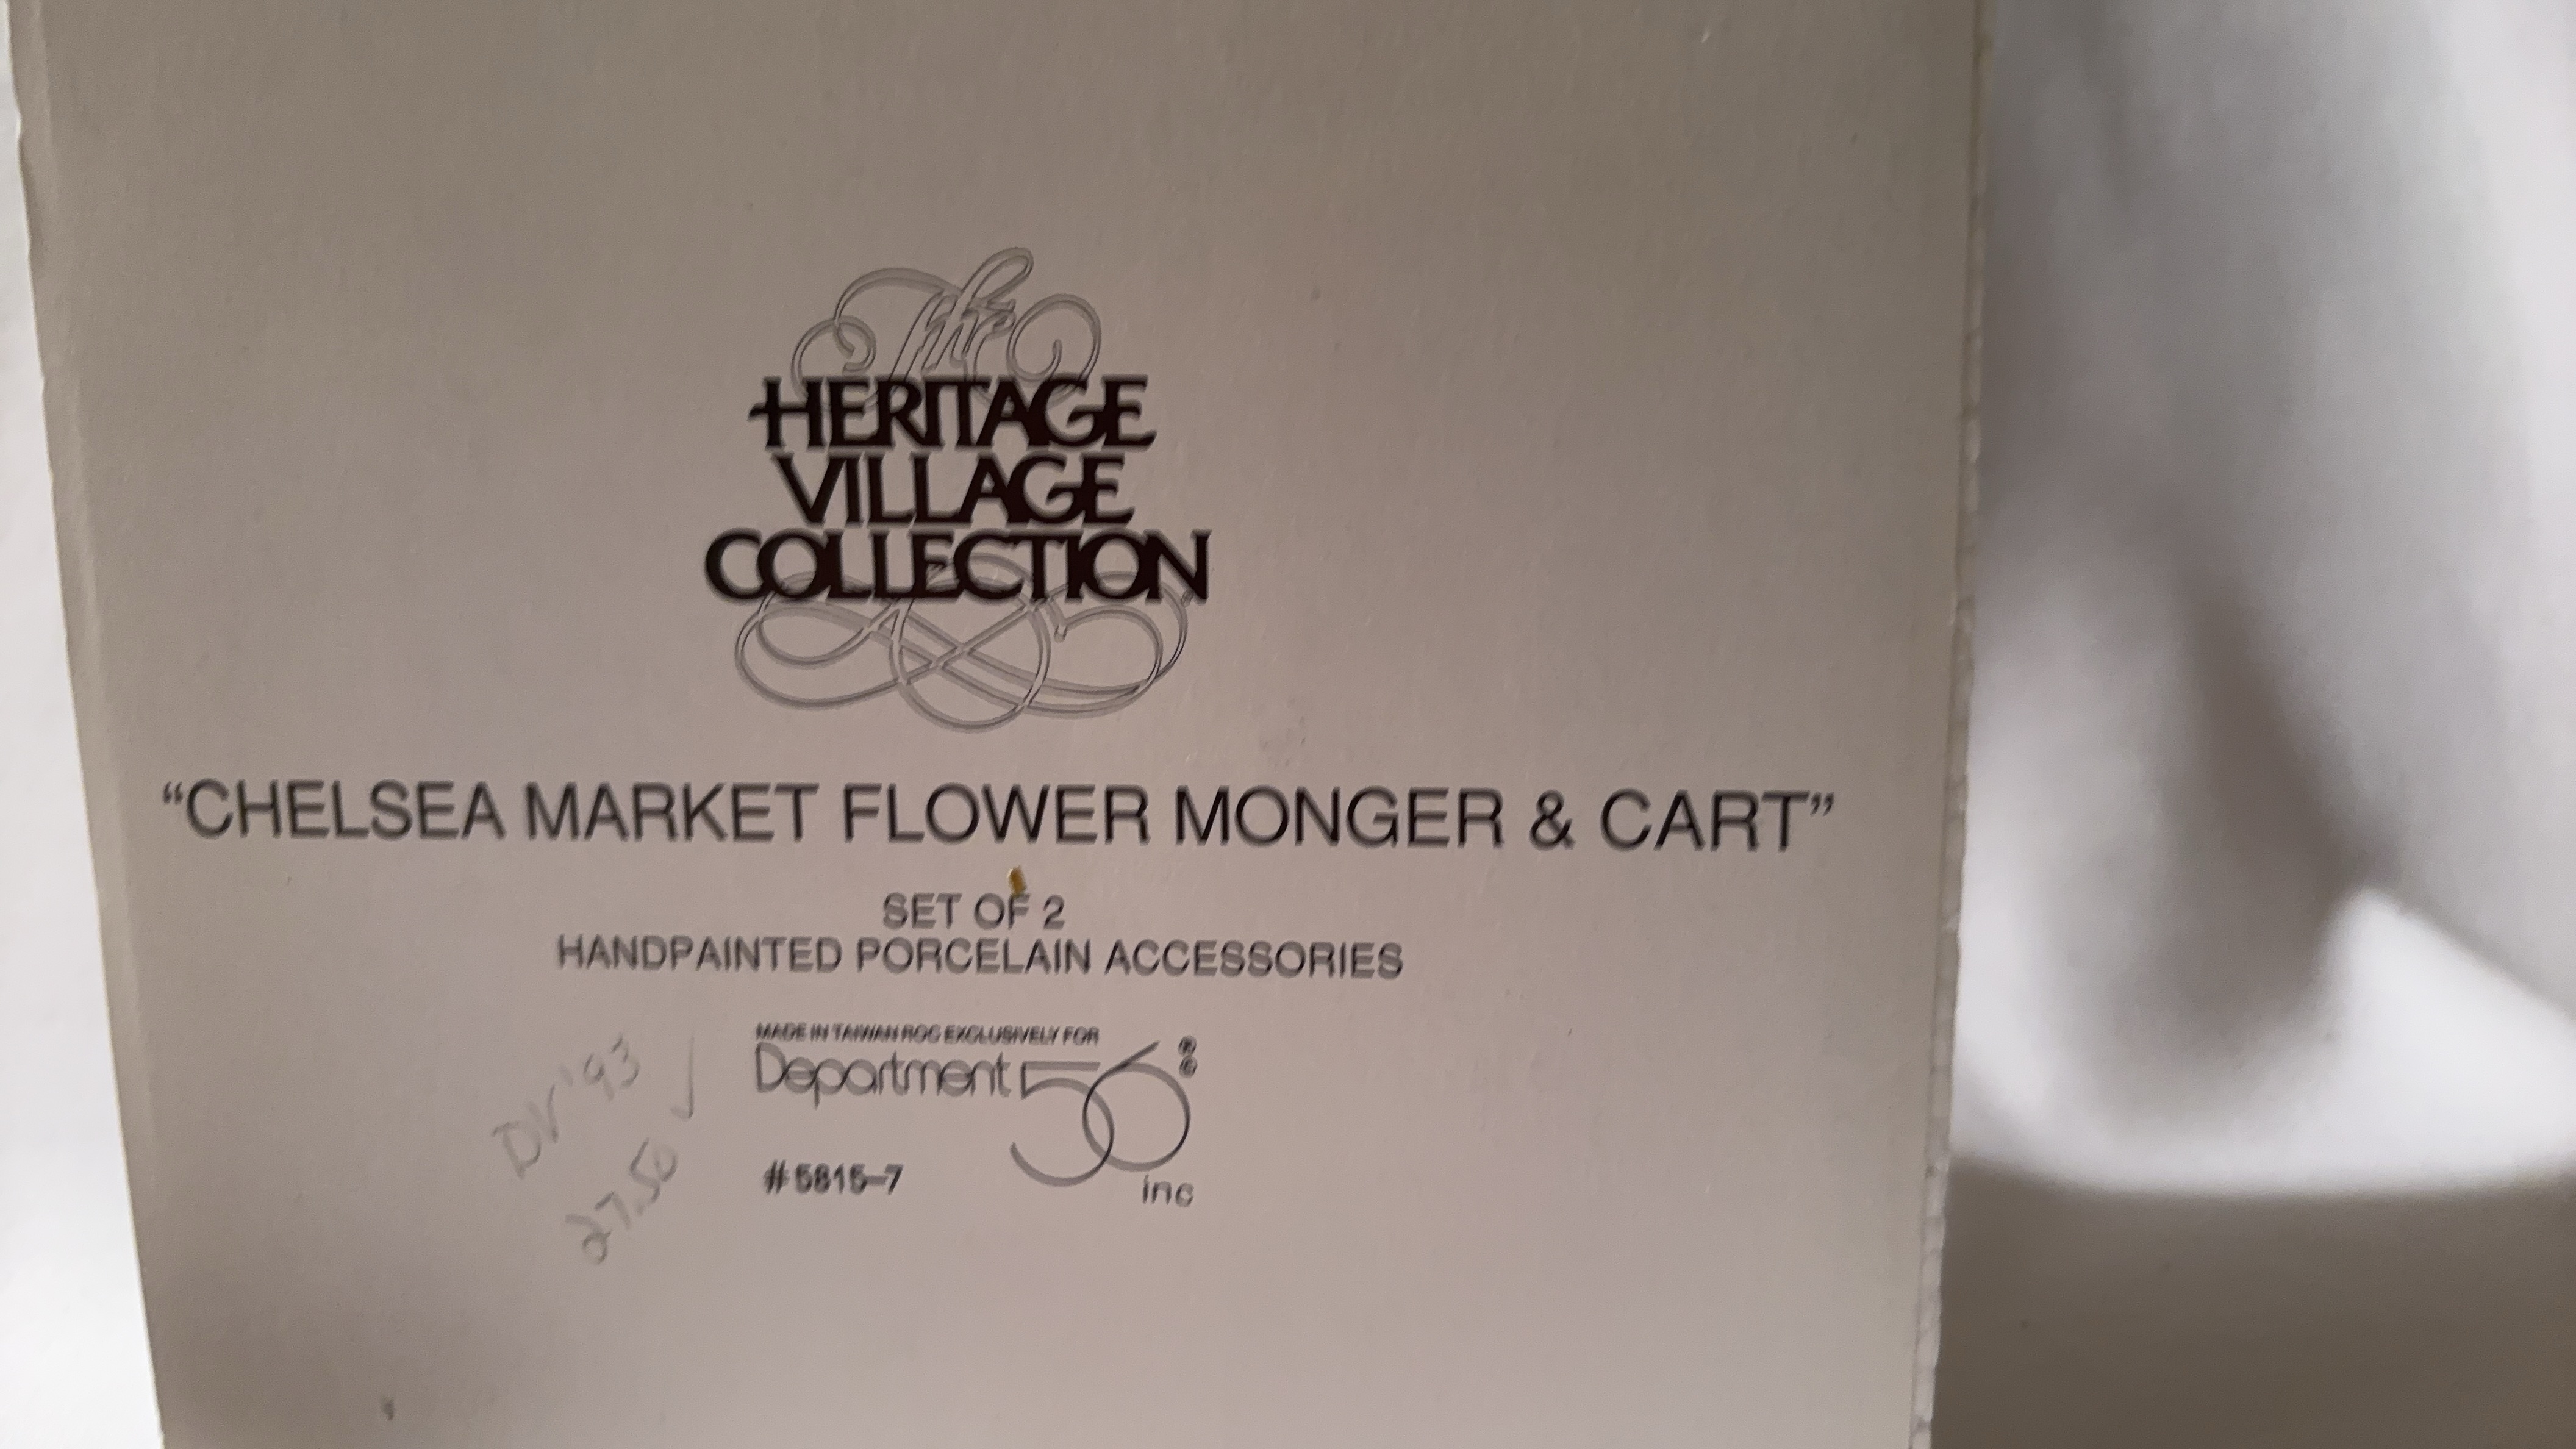 The
HERITAGE
VILLAGE
COLLECTION
“CHELSEA MARKET FLOWER MONGER & CART”
SET OF 2
HANDPAINTED PORCELAIN ACCESSORIES
MADE IN TAIWAN ROC EXCLUSIVELY FOR
Department 56 ® ©
inc
#5815-7
DV '93
27.50 ✓